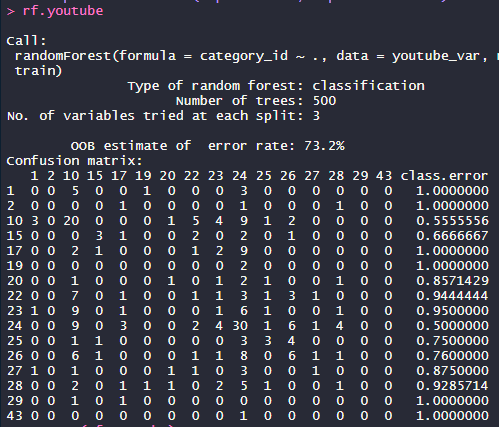 > rf.youtube
Call:
randomForest(formula = category_id ~ ., data = youtube_var,
train)
Type of random forest: classification
Number of trees: 500
No. of variables tried at each split: 3
OOB estimate of  error rate: 73.2%
Confusion matrix:
1 2 10 15 17 19 20 22 23 24 25 26 27 28 29 43 class.error
1 0 0 5 0 0 1 0 0 0 3 0 0 0 0 0 0 1.0000000
2 0 0 0 0 1 0 0 0 0 1 0 0 0 1 0 0 1.0000000
10 3 0 20 0 0 0 1 5 4 9 1 2 0 0 0 0 0.5555556
15 0 0 0 3 1 0 0 2 0 2 0 1 0 0 0 0 0.6666667
17 0 0 2 1 0 0 0 1 2 9 0 0 0 0 0 0 1.0000000
19 0 0 0 0 0 0 0 0 0 2 0 0 0 0 0 0 1.0000000
20 0 0 1 0 0 0 1 0 1 2 1 0 0 1 0 0 0.8571429
22 0 0 7 0 1 0 0 1 1 3 1 3 1 0 0 0 0.9444444
23 1 0 9 0 1 0 0 0 1 6 1 0 0 1 0 0 0.9500000
24 0 0 9 0 3 0 0 2 4 30 1 6 1 4 0 0 0.5000000
25 0 0 1 1 0 0 0 0 0 3 3 4 0 0 0 0 0.7500000
26 0 0 6 1 0 0 0 1 1 8 0 6 1 1 0 0 0.7600000
27 1 0 1 0 0 0 1 1 0 3 0 0 1 0 0 0 0.8750000
28 0 0 2 0 1 1 1 0 2 5 1 0 0 1 0 0 0.9285714
29 0 0 1 0 1 0 0 0 0 0 0 0 0 0 0 0 1.0000000
43 0 0 0 0 0 0 0 0 0 1 0 0 0 0 0 0 1.0000000